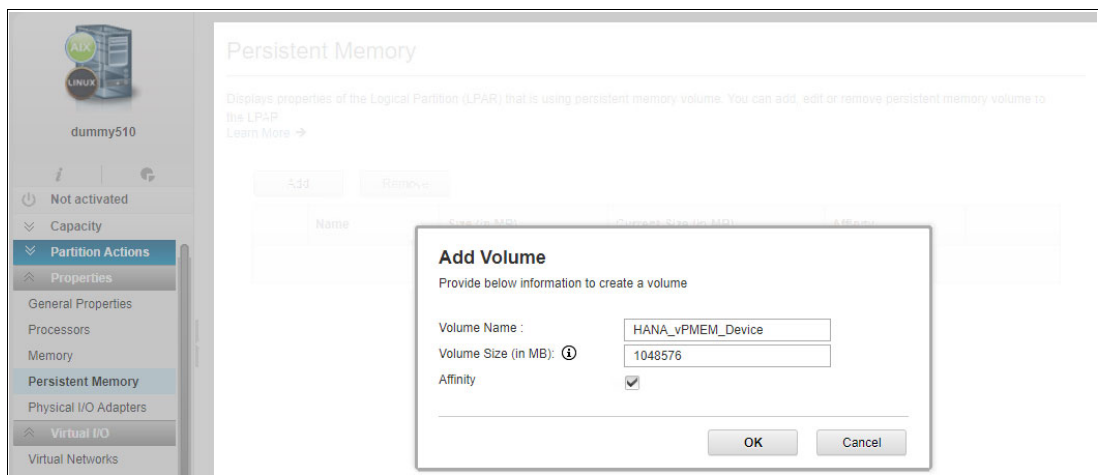 AIX
LINUX
dummy510
i
Not activated
Capacity
Partition Actions
Properties
General Properties
Processors
Memory
Persistent Memory
Physical I/O Adapters
Virtual I/O
Virtual Networks
Persistent Memory
Displays properties of the Logical Partition (LPAR) that is using persistent memory volume. You can add, edit or remove persistent memory volume to
the LPAR
Learn More →
Add Remove
Name Size (in MB) Current Size (in MB) Affinity
Add Volume
Provide below information to create a volume
Volume Name : HANA_vPMEM_Device
Volume Size (in MB): i 1048576
Affinity
OK Cancel